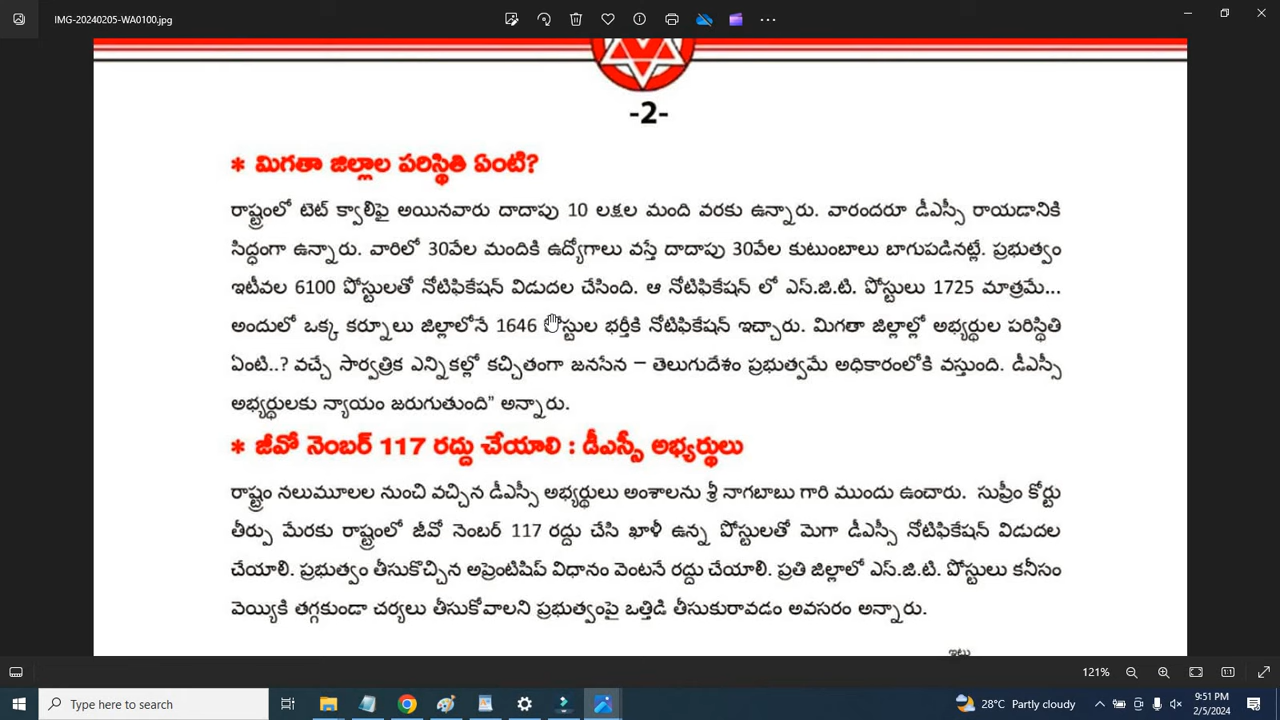 IMG-20240205-WA0100.jpg
-2-
* మిగతా జిల్లాల పరిస్థితి ఏంటి?
రాష్ట్రంలో టెట్ క్వాలిఫై అయినవారు దాదాపు 10 లక్షల మంది వరకు ఉన్నారు. వారందరూ డీఎస్సీ రాయడానికి
సిద్ధంగా ఉన్నారు. వారిలో 30వేల మందికి ఉద్యోగాలు వస్తే దాదాపు 30వేల కుటుంబాలు బాగుపడినట్లే. ప్రభుత్వం
ఇటీవల 6100 పోస్టులతో నోటిఫికేషన్ విడుదల చేసింది. ఆ నోటిఫికేషన్ లో ఎస్.జి.టి. పోస్టులు 1725 మాత్రమే...
అందులో ఒక్క కర్నూలు జిల్లాలోనే 1646 పోస్టుల భర్తీకి నోటిఫికేషన్ ఇచ్చారు. మిగతా జిల్లాల్లో అభ్యర్థుల పరిస్థితి
ఏంటి..? వచ్చే సార్వత్రిక ఎన్నికల్లో కచ్చితంగా జనసేన – తెలుగుదేశం ప్రభుత్వమే అధికారంలోకి వస్తుంది. డీఎస్సీ
అభ్యర్థులకు న్యాయం జరుగుతుంది" అన్నారు.
* జీవో నెంబర్ 117 రద్దు చేయాలి : డీఎస్సీ అభ్యర్థులు
రాష్ట్రం నలుమూలల నుంచి వచ్చిన డీఎస్సీ అభ్యర్థులు అంశాలను శ్రీ నాగబాబు గారి ముందు ఉంచారు. సుప్రీం కోర్టు
తీర్పు మేరకు రాష్ట్రంలో జీవో నెంబర్ 117 రద్దు చేసి ఖాళీ ఉన్న పోస్టులతో మెగా డీఎస్సీ నోటిఫికేషన్ విడుదల
చేయాలి. ప్రభుత్వం తీసుకొచ్చిన అప్రెంటిషిప్ విధానం వెంటనే రద్దు చేయాలి. ప్రతి జిల్లాలో ఎస్.జి.టి. పోస్టులు కనీసం
వెయ్యికి తగ్గకుండా చర్యలు తీసుకోవాలని ప్రభుత్వంపై ఒత్తిడి తీసుకురావడం అవసరం అన్నారు.
121%
Type here to search
28°C Partly cloudy
9:51 PM
2/5/2024